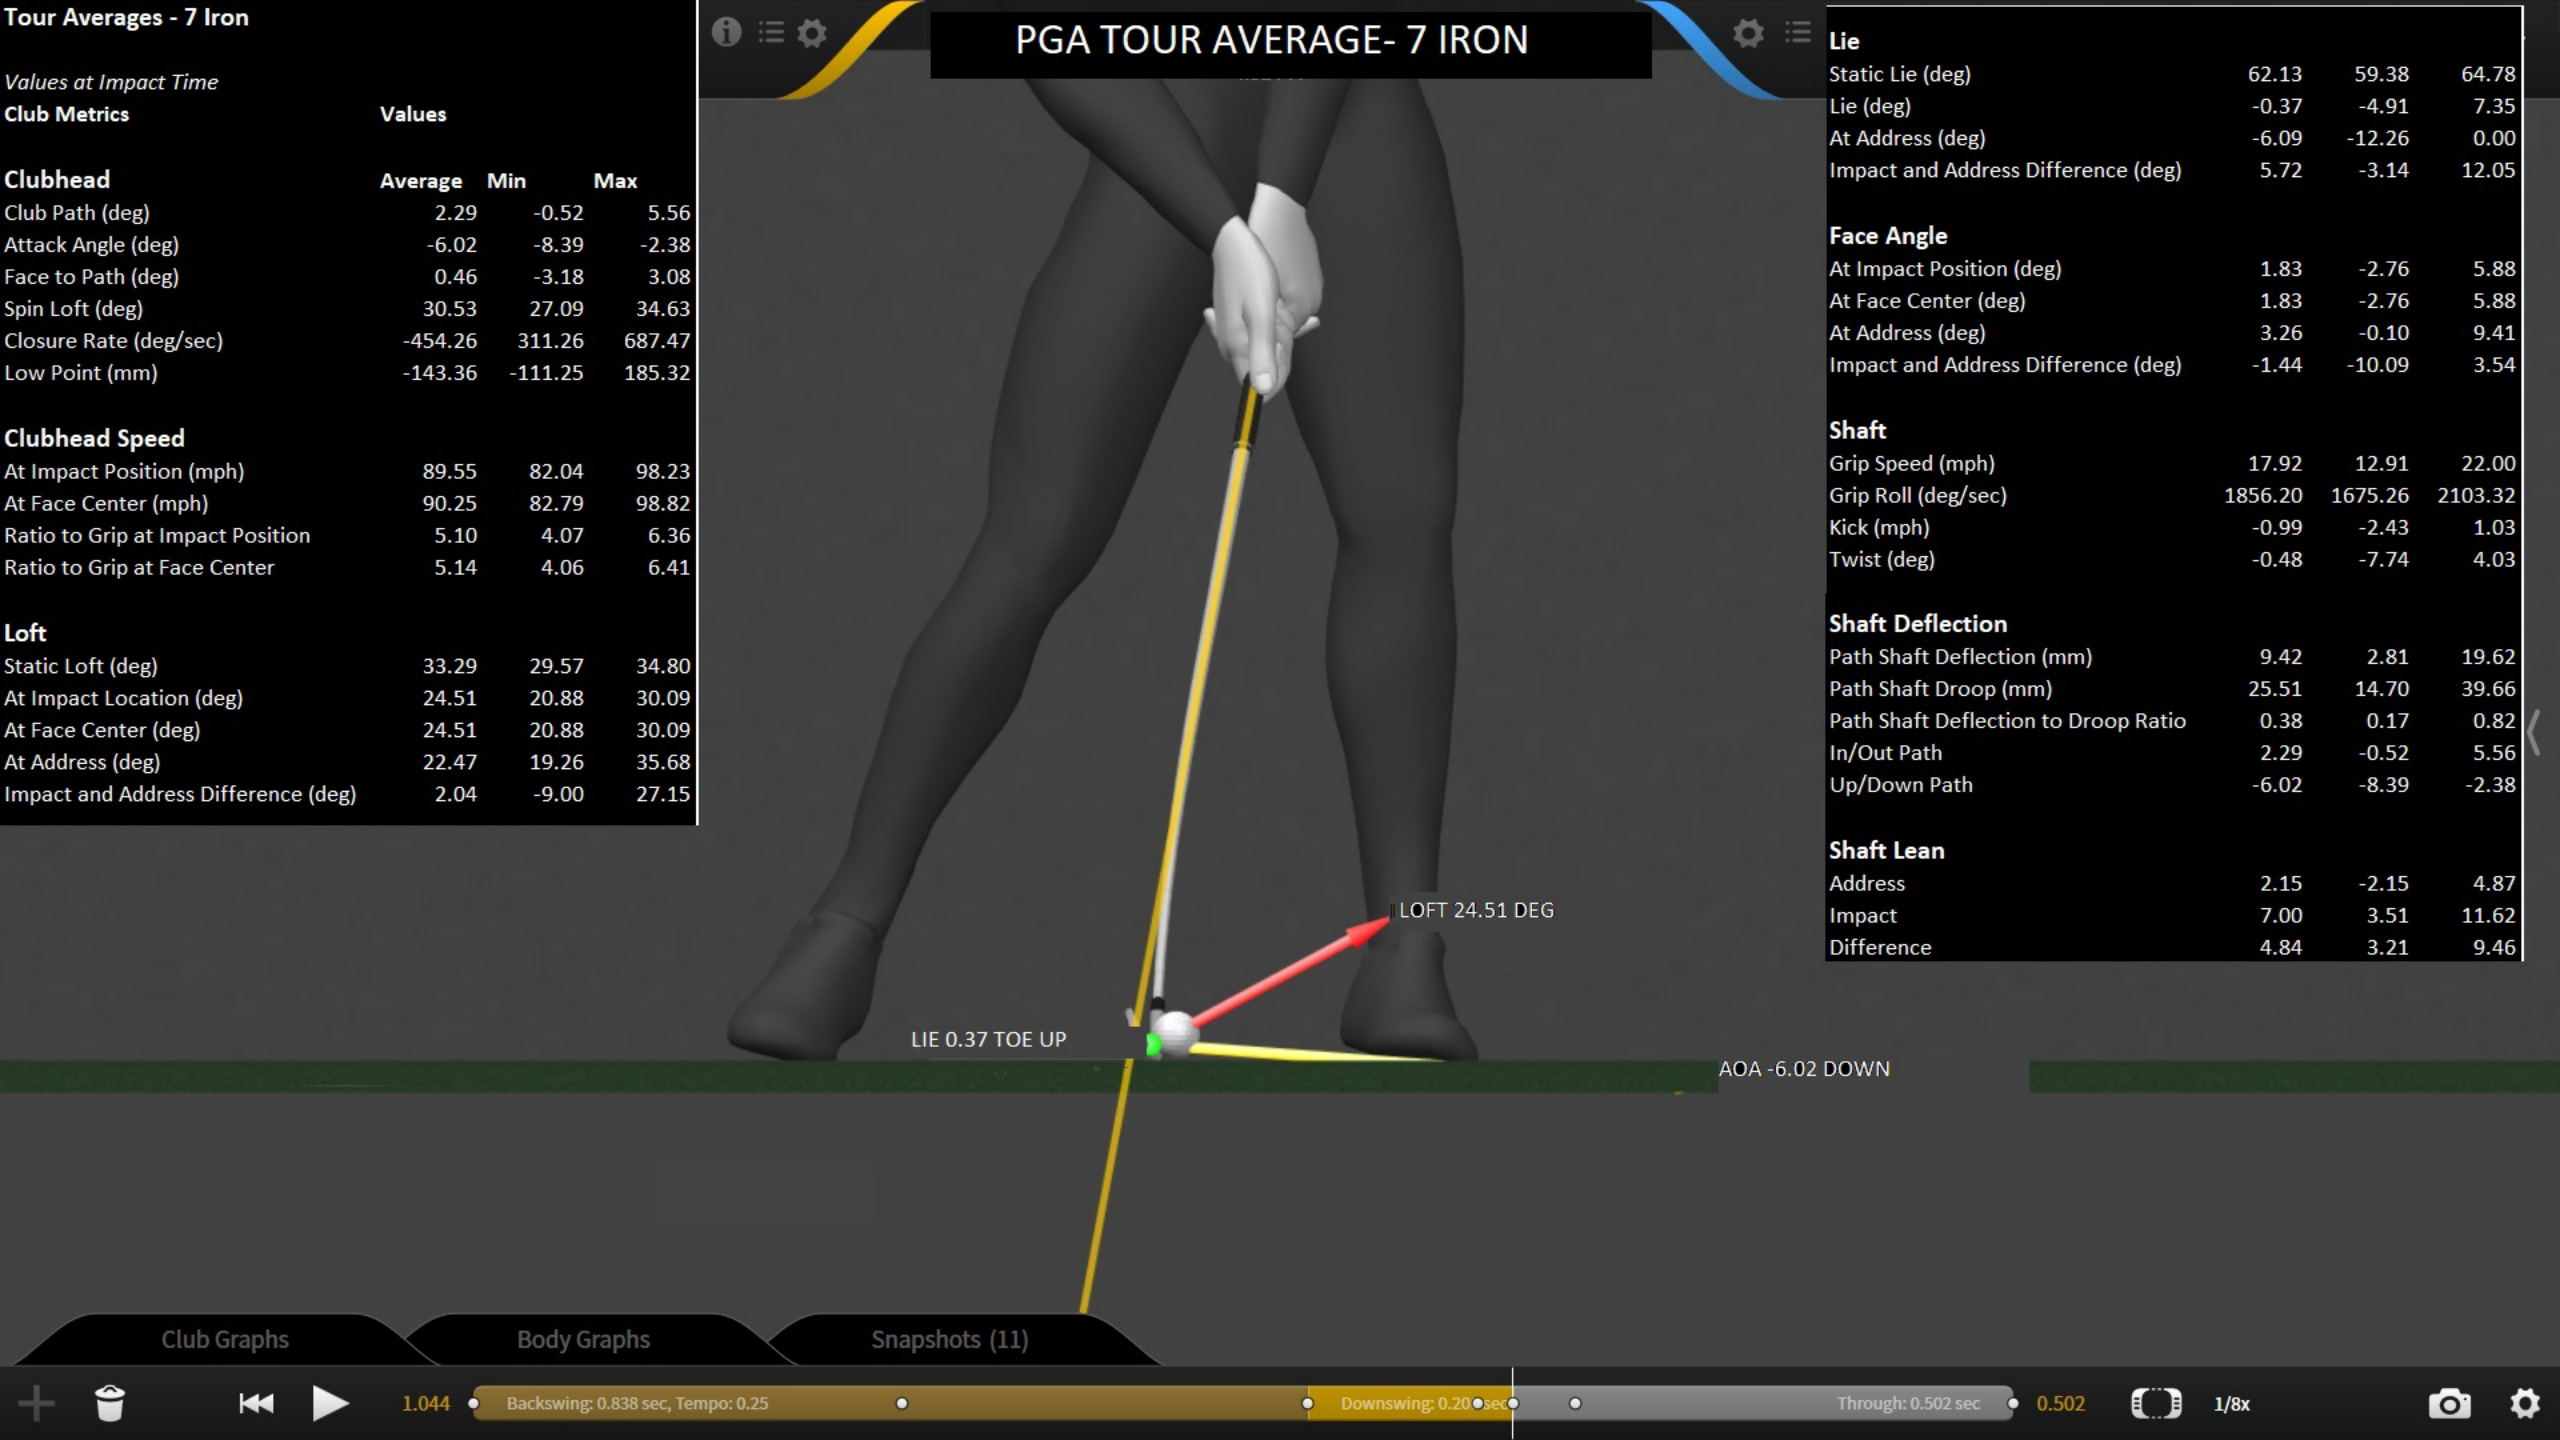 Tour Averages - 7 Iron
Values at Impact Time
Club Metrics Values
Clubhead Average Min Max
Club Path (deg) 2.29 -0.52 5.56
Attack Angle (deg) -6.02 -8.39 -2.38
Face to Path (deg) 0.46 -3.18 3.08
Spin Loft (deg) 30.53 27.09 34.63
Closure Rate (deg/sec) -454.26 311.26 687.47
Low Point (mm) -143.36 -111.25 185.32
Clubhead Speed
At Impact Position (mph) 89.55 82.04 98.23
At Face Center (mph) 90.25 82.79 98.82
Ratio to Grip at Impact Position 5.10 4.07 6.36
Ratio to Grip at Face Center 5.14 4.06 6.41
Loft
Static Loft (deg) 33.29 29.57 34.80
At Impact Location (deg) 24.51 20.88 30.09
At Face Center (deg) 24.51 20.88 30.09
At Address (deg) 22.47 19.26 35.68
Impact and Address Difference (deg) 2.04 -9.00 27.15
PGA TOUR AVERAGE- 7 IRON
Lie
Static Lie (deg) 62.13 59.38 64.78
Lie (deg) -0.37 -4.91 7.35
At Address (deg) -6.09 -12.26 0.00
Impact and Address Difference (deg) 5.72 -3.14 12.05
Face Angle
At Impact Position (deg) 1.83 -2.76 5.88
At Face Center (deg) 1.83 -2.76 5.88
At Address (deg) 3.26 -0.10 9.41
Impact and Address Difference (deg) -1.44 -10.09 3.54
Shaft
Grip Speed (mph) 17.92 12.91 22.00
Grip Roll (deg/sec) 1856.20 1675.26 2103.32
Kick (mph) -0.99 -2.43 1.03
Twist (deg) -0.48 -7.74 4.03
Shaft Deflection
Path Shaft Deflection (mm) 9.42 2.81 19.62
Path Shaft Droop (mm) 25.51 14.70 39.66
Path Shaft Deflection to Droop Ratio 0.38 0.17 0.82
In/Out Path 2.29 -0.52 5.56
Up/Down Path -6.02 -8.39 -2.38
Shaft Lean
Address 2.15 -2.15 4.87
Impact 7.00 3.51 11.62
Difference 4.84 3.21 9.46
LOFT 24.51 DEG
LIE 0.37 TOE UP
AOA -6.02 DOWN
Club Graphs Body Graphs Snapshots (11)
1.044 Backswing: 0.838 sec, Tempo: 0.25 Downswing: 0.20 sec Through: 0.502 sec 0.502 1/8x